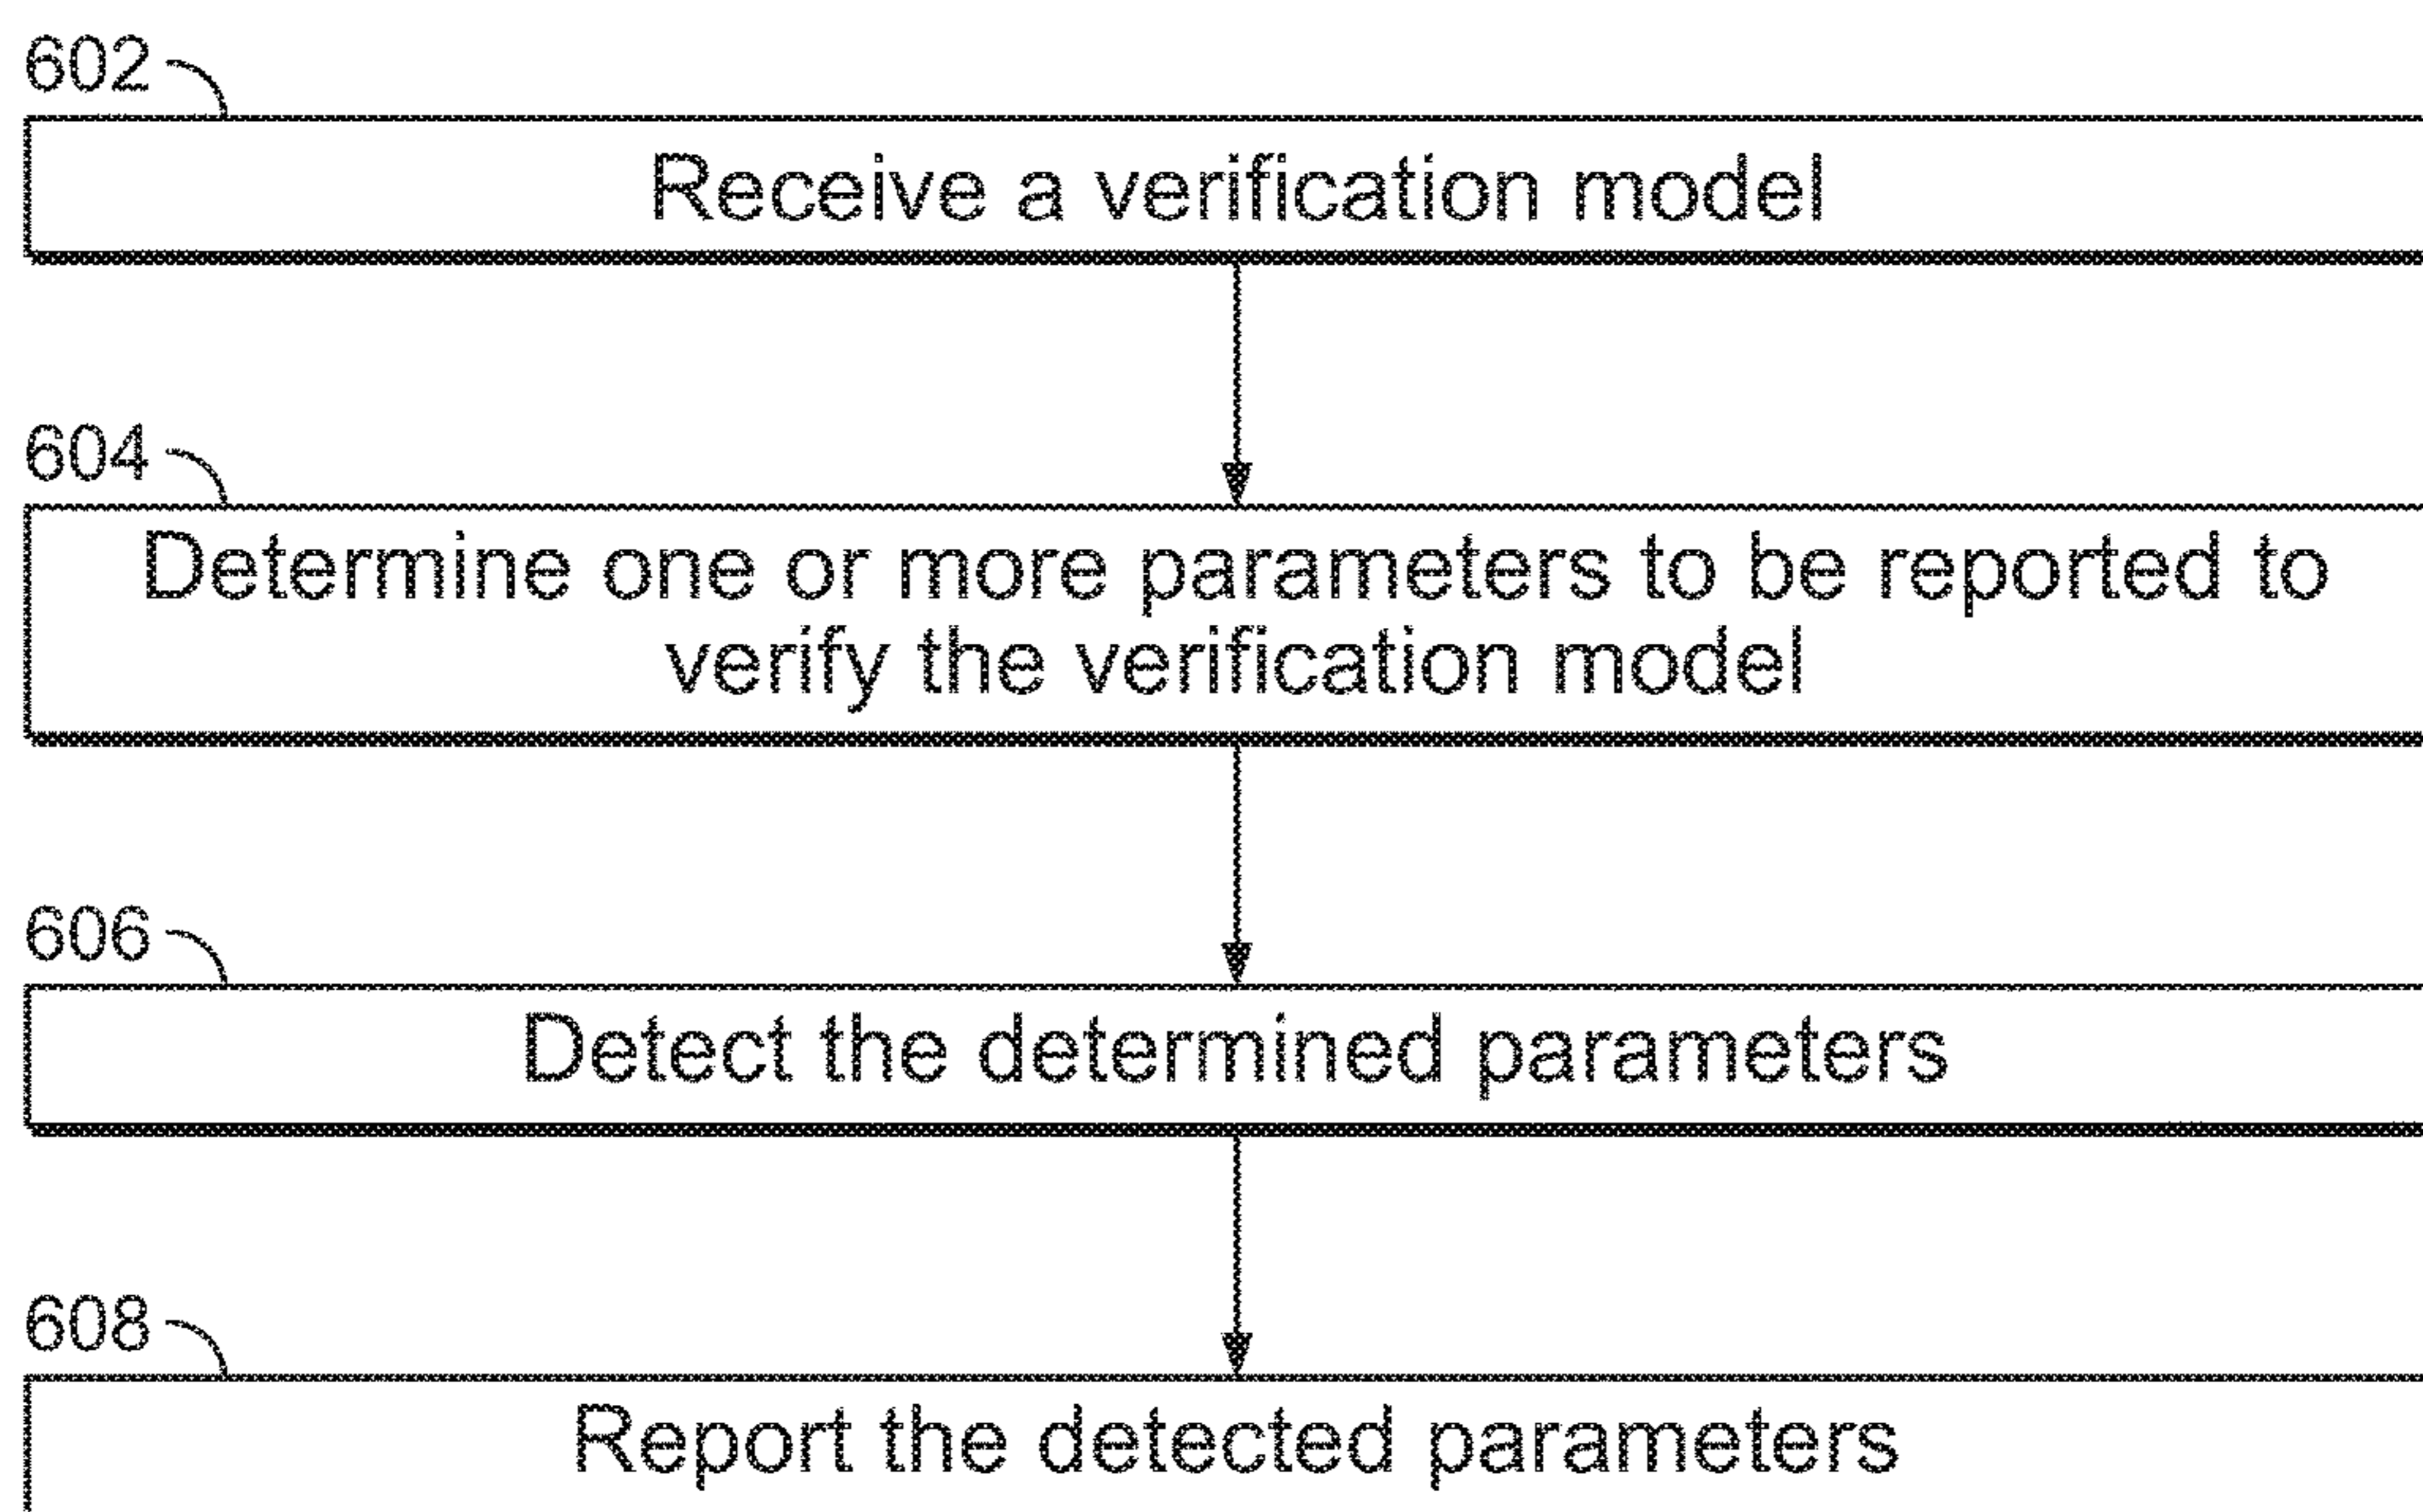 602
Receive a verification model
604
Determine one or more parameters to be reported to
verify the verification model
606
Detect the determined parameters
608
Report the detected parameters